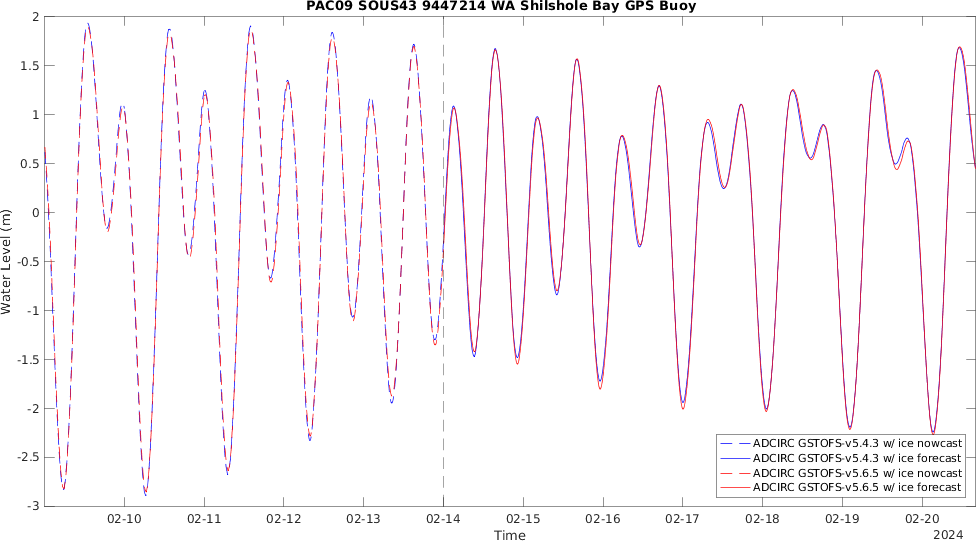 PAC09 SOUS43 9447214 WA Shilshole Bay GPS Buoy
2
1.5
1
0.5
0
-0.5
-1
-1.5
-2
-2.5
-3
Water Level (m)
ADCIRC GSTOFS-v5.4.3 w/ ice nowcast
ADCIRC GSTOFS-v5.4.3 w/ ice forecast
ADCIRC GSTOFS-v5.6.5 w/ ice nowcast
ADCIRC GSTOFS-v5.6.5 w/ ice forecast
02-10 02-11 02-12 02-13 02-14 02-15 02-16 02-17 02-18 02-19 02-20
Time
2024